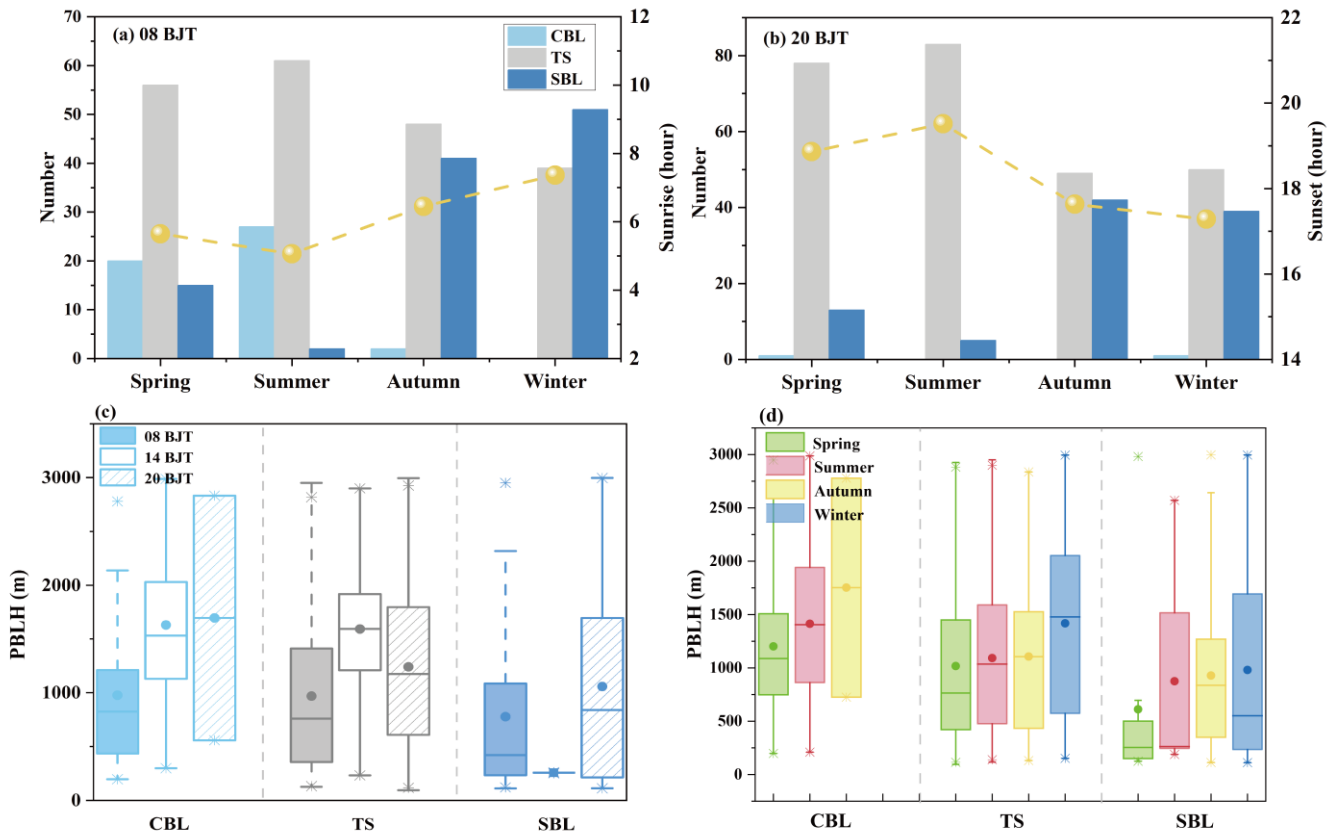 (a) 08 BJT
CBL
TS
SBL
70
60
50
40
30
20
10
0
Number
12
10
8
6
4
2
Sunrise (hour)
Spring Summer Autumn Winter
(b) 20 BJT
80
60
40
20
0
Number
22
20
18
16
14
Sunset (hour)
Spring Summer Autumn Winter
(c)
08 BJT
14 BJT
20 BJT
3000
2000
1000
0
PBLH (m)
CBL TS SBL
(d)
Spring
Summer
Autumn
Winter
3000
2500
2000
1500
1000
500
0
PBLH (m)
CBL TS SBL